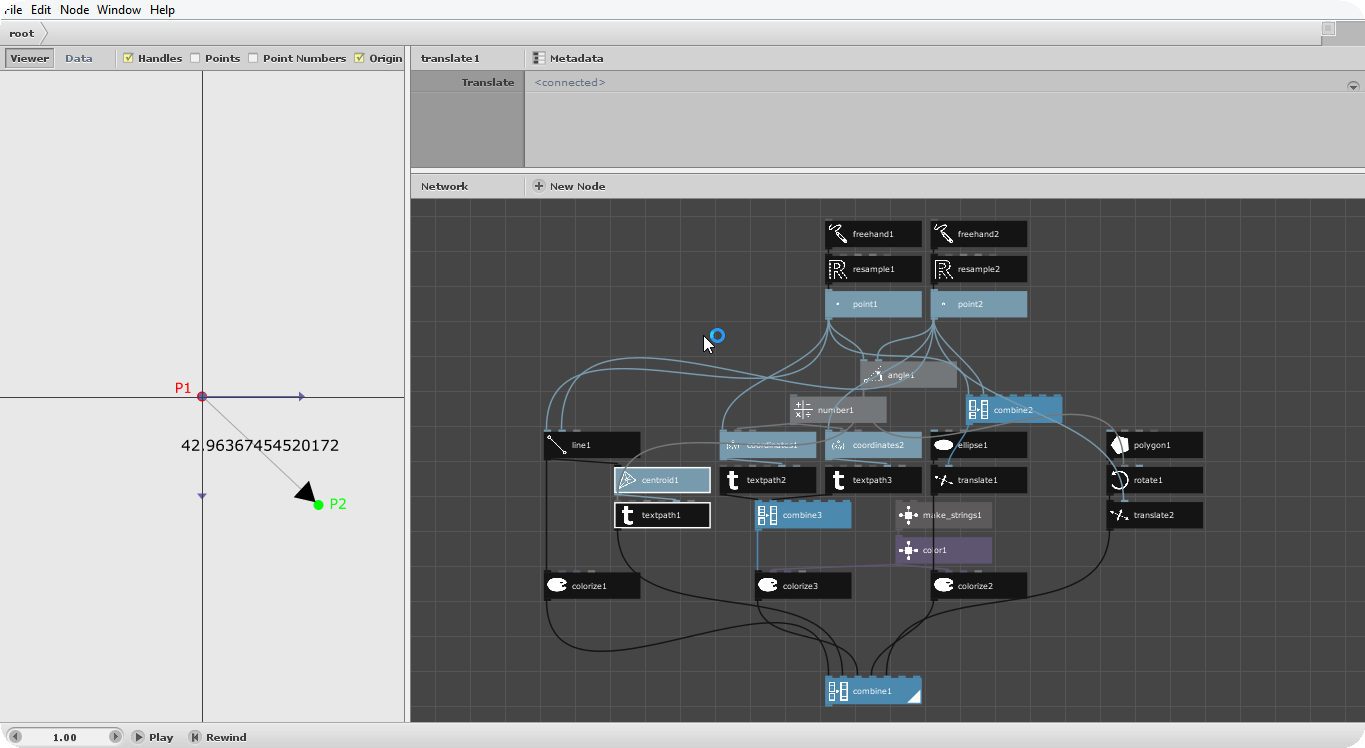 File Edit Node Window Help
root
Viewer Data Handles Points Point Numbers Origin
translate1 Metadata
Translate <connected>
Network New Node
P1
42.96367454520172
P2
freehand1 freehand2
resample1 resample2
point1 point2
angle1
number1 combine2
line1 coordinates1 coordinates2 ellipse1 polygon1
centroid1 textpath2 textpath3 translate1 rotate1
textpath1 combine3 make_strings1 translate2
color1
colorize1 colorize3 colorize2
combine1
1.00 Play Rewind